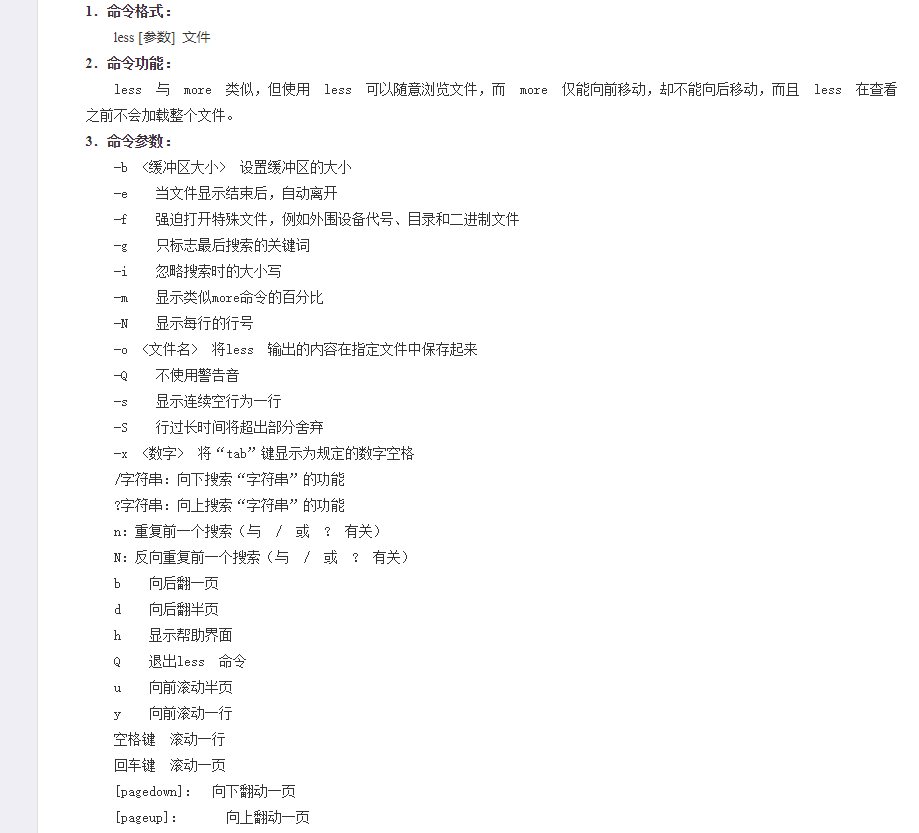 1．命令格式：
less [参数] 文件
2．命令功能：
less 与 more 类似，但使用 less 可以随意浏览文件，而 more 仅能向前移动，却不能向后移动，而且 less 在查看
之前不会加载整个文件。
3．命令参数：
-b <缓冲区大小> 设置缓冲区的大小
-e 当文件显示结束后，自动离开
-f 强迫打开特殊文件，例如外围设备代号、目录和二进制文件
-g 只标志最后搜索的关键词
-i 忽略搜索时的大小写
-m 显示类似more命令的百分比
-N 显示每行的行号
-o <文件名> 将less 输出的内容在指定文件中保存起来
-Q 不使用警告音
-s 显示连续空行为一行
-S 行过长时间将超出部分舍弃
-x <数字> 将“tab”键显示为规定的数字空格
/字符串：向下搜索“字符串”的功能
?字符串：向上搜索“字符串”的功能
n：重复前一个搜索（与 / 或 ? 有关）
N：反向重复前一个搜索（与 / 或 ? 有关）
b 向后翻一页
d 向后翻半页
h 显示帮助界面
Q 退出less 命令
u 向前滚动半页
y 向前滚动一行
空格键 滚动一行
回车键 滚动一页
[pagedown]： 向下翻动一页
[pageup]： 向上翻动一页